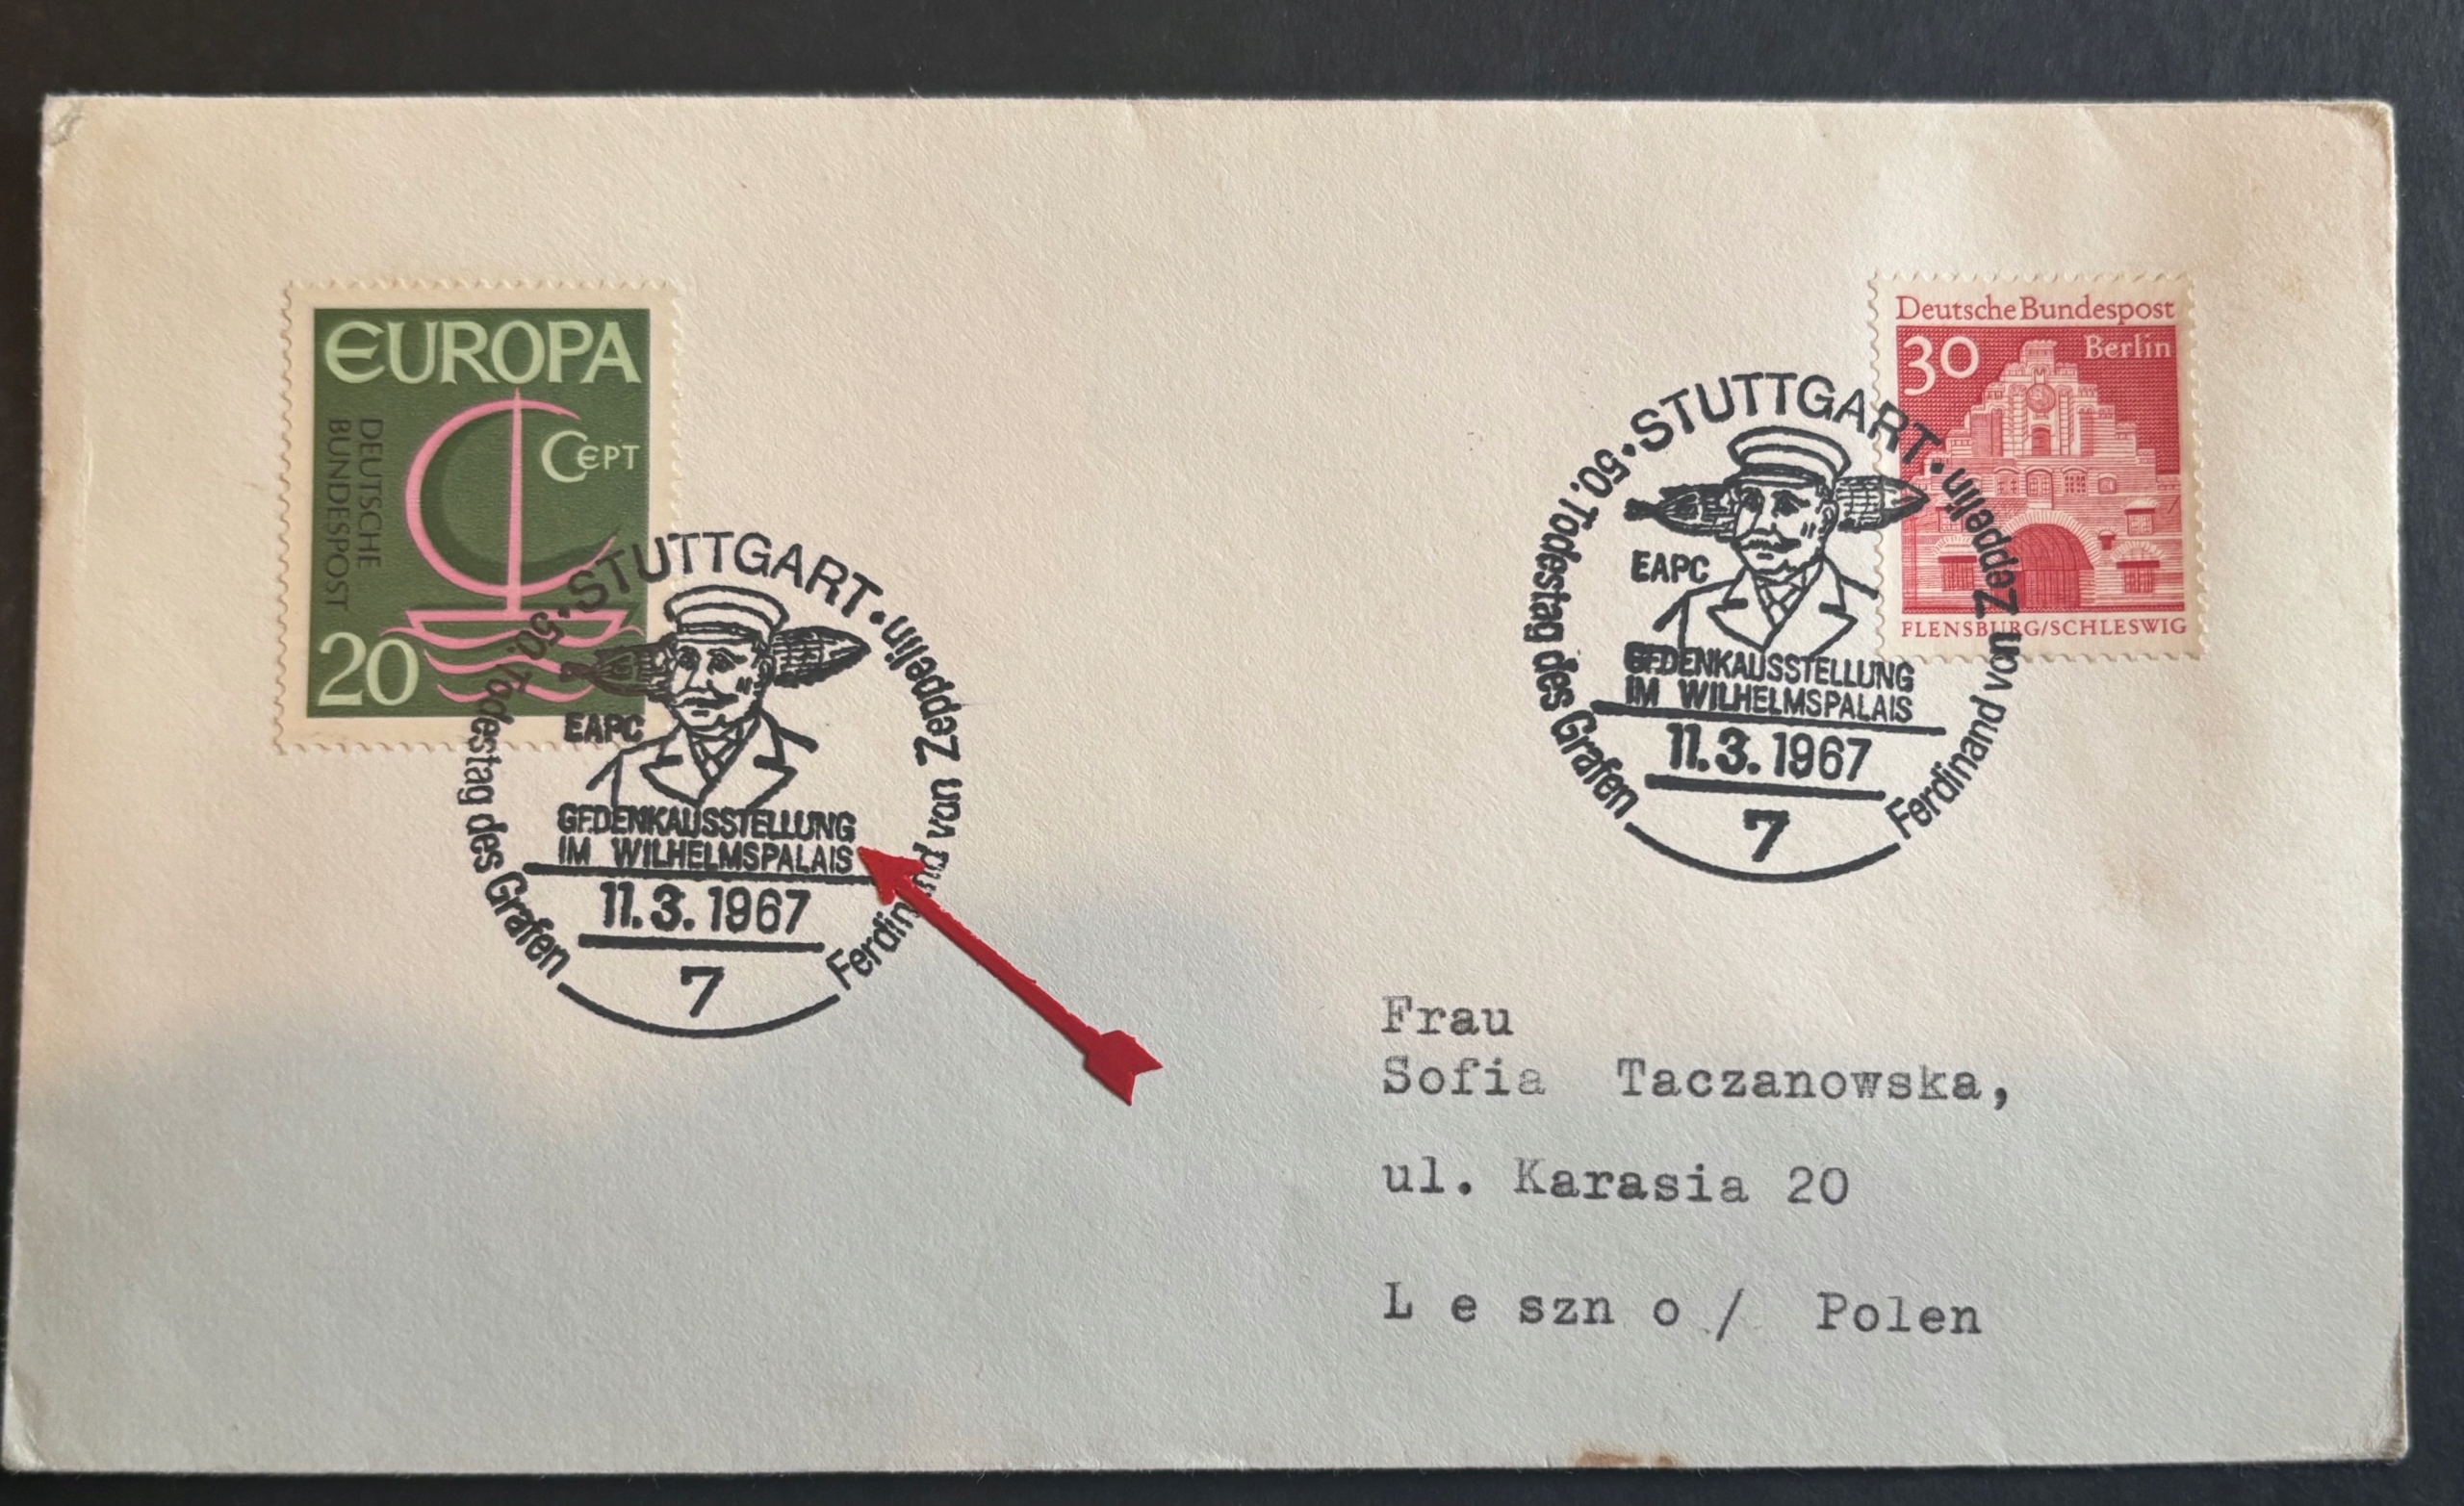 EUROPA
CEPT
DEUTSCHE
BUNDESPOST
20
• STUTTGART •
50. Todestag des Grafen Ferdinand von Zeppelin
EAPC
GEDENKAUSSTELLUNG
IM WILHELMSPALAIS
11.3.1967
7
Deutsche Bundespost
30 Berlin
FLENSBURG/SCHLESWIG
• STUTTGART •
50. Todestag des Grafen Ferdinand von Zeppelin
EAPC
GEDENKAUSSTELLUNG
IM WILHELMSPALAIS
11.3.1967
7
Frau
Sofia Taczanowska,
ul. Karasia 20
L e szn o / Polen